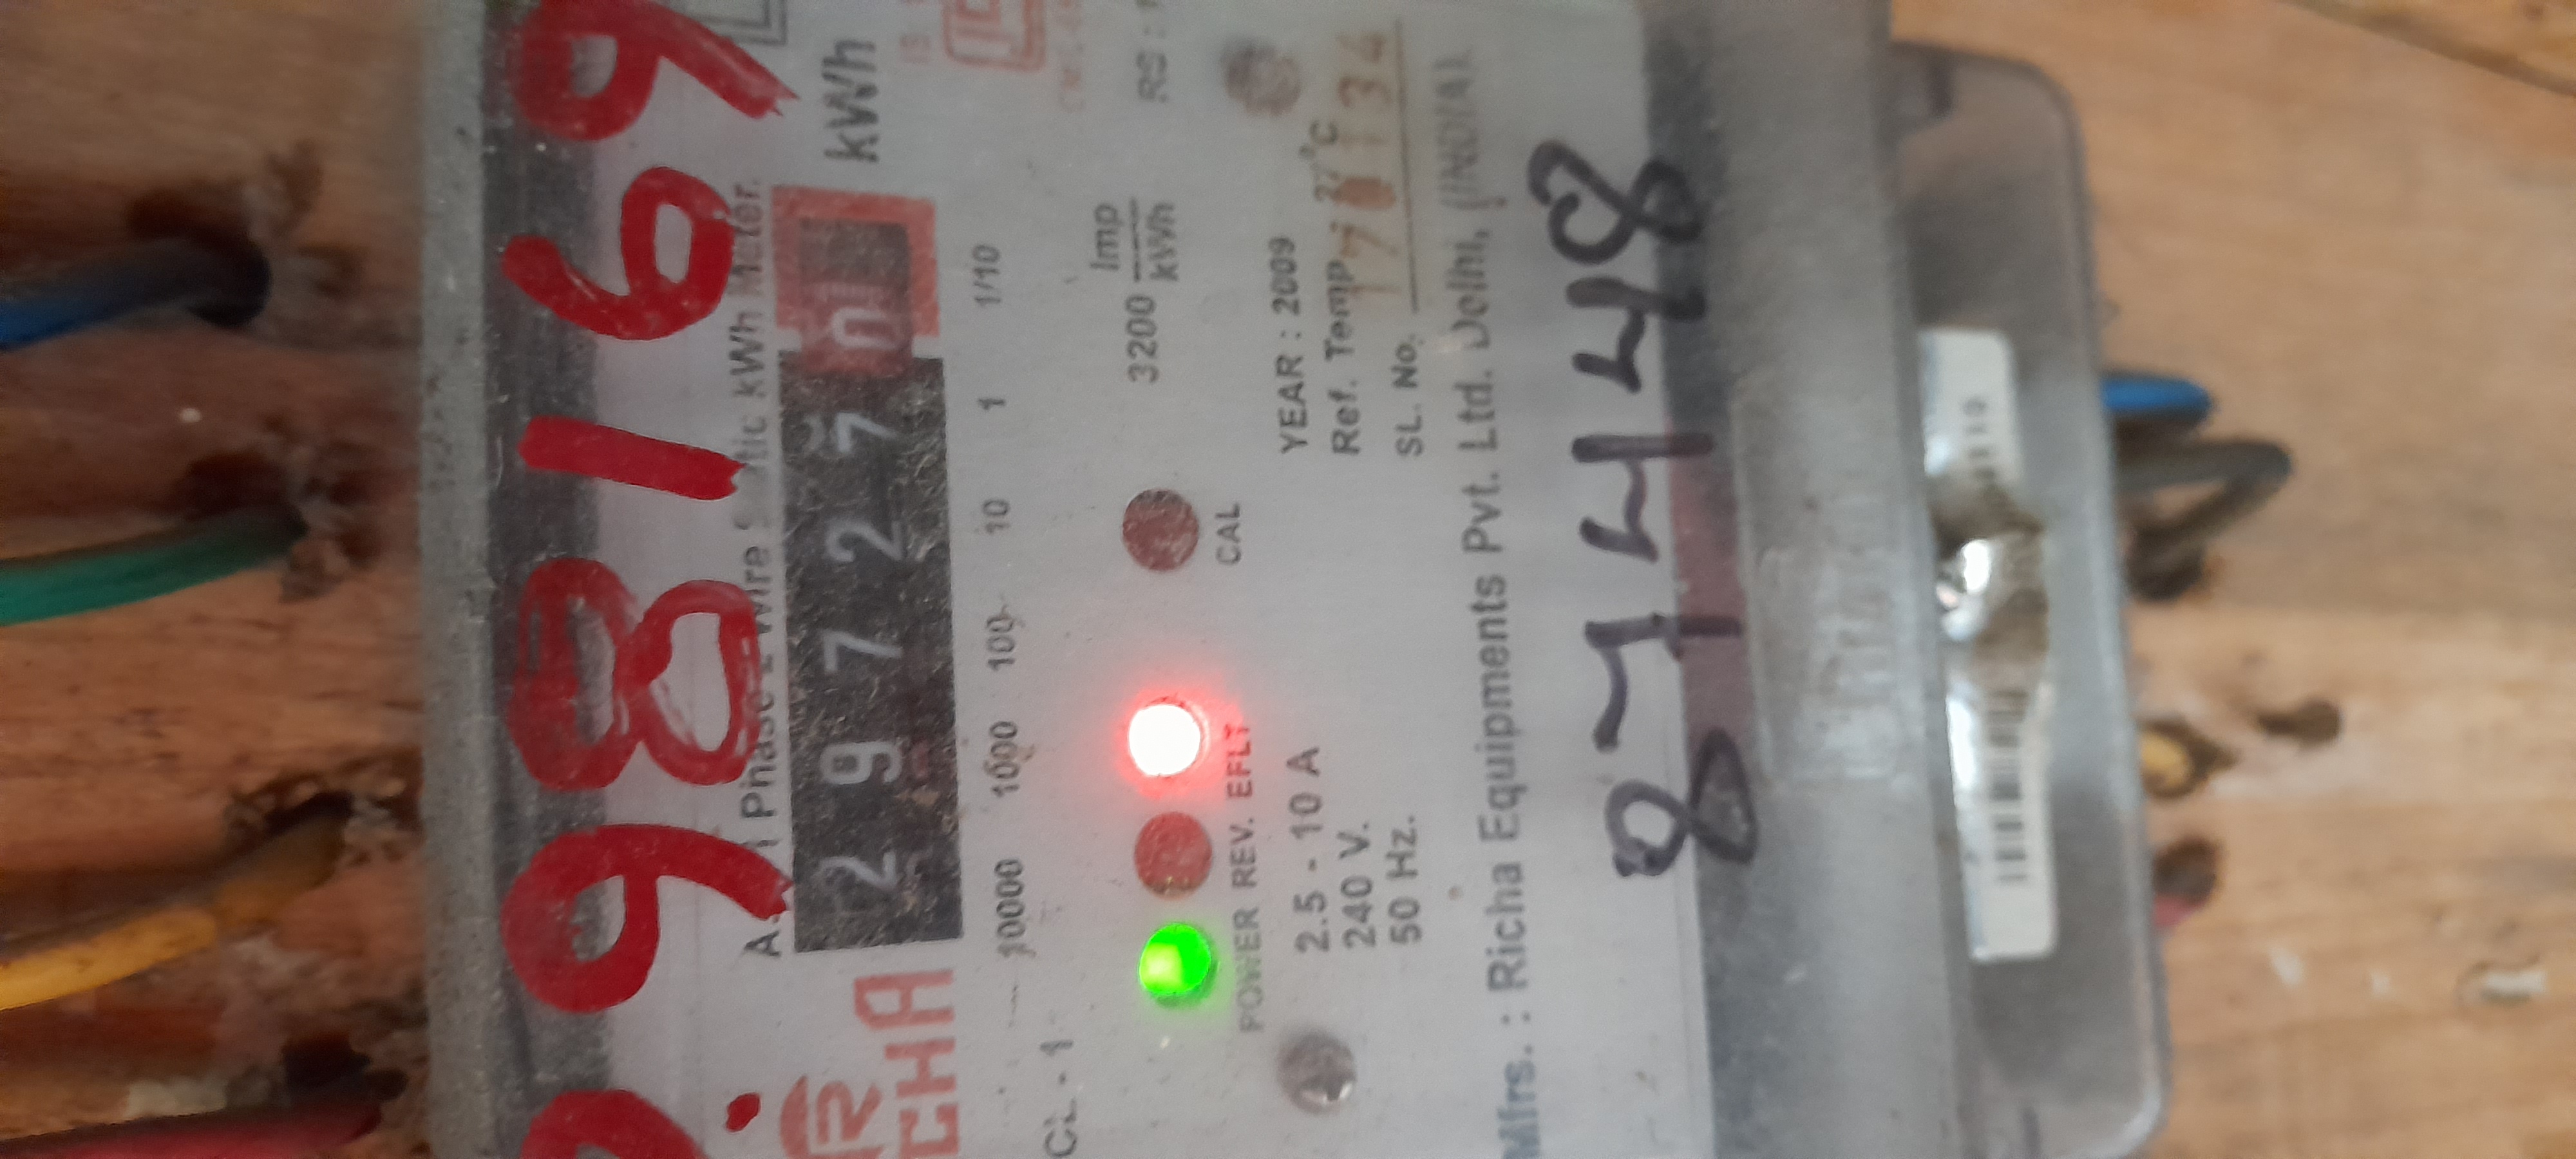 98169
Phase 2 Wire Static kWh Meter.
2 9 7 2 7 kWh
CHA
10000 1000 100 10 1 1/10
CL - 1
3200 Imp
kWh
RS :
POWER REV. EFLT CAL
2.5 - 10 A YEAR : 2009
240 V. Ref. Temp 27°C
50 Hz. SL. No.
Mfrs. : Richa Equipments Pvt. Ltd. Delhi, (INDIA).
87448